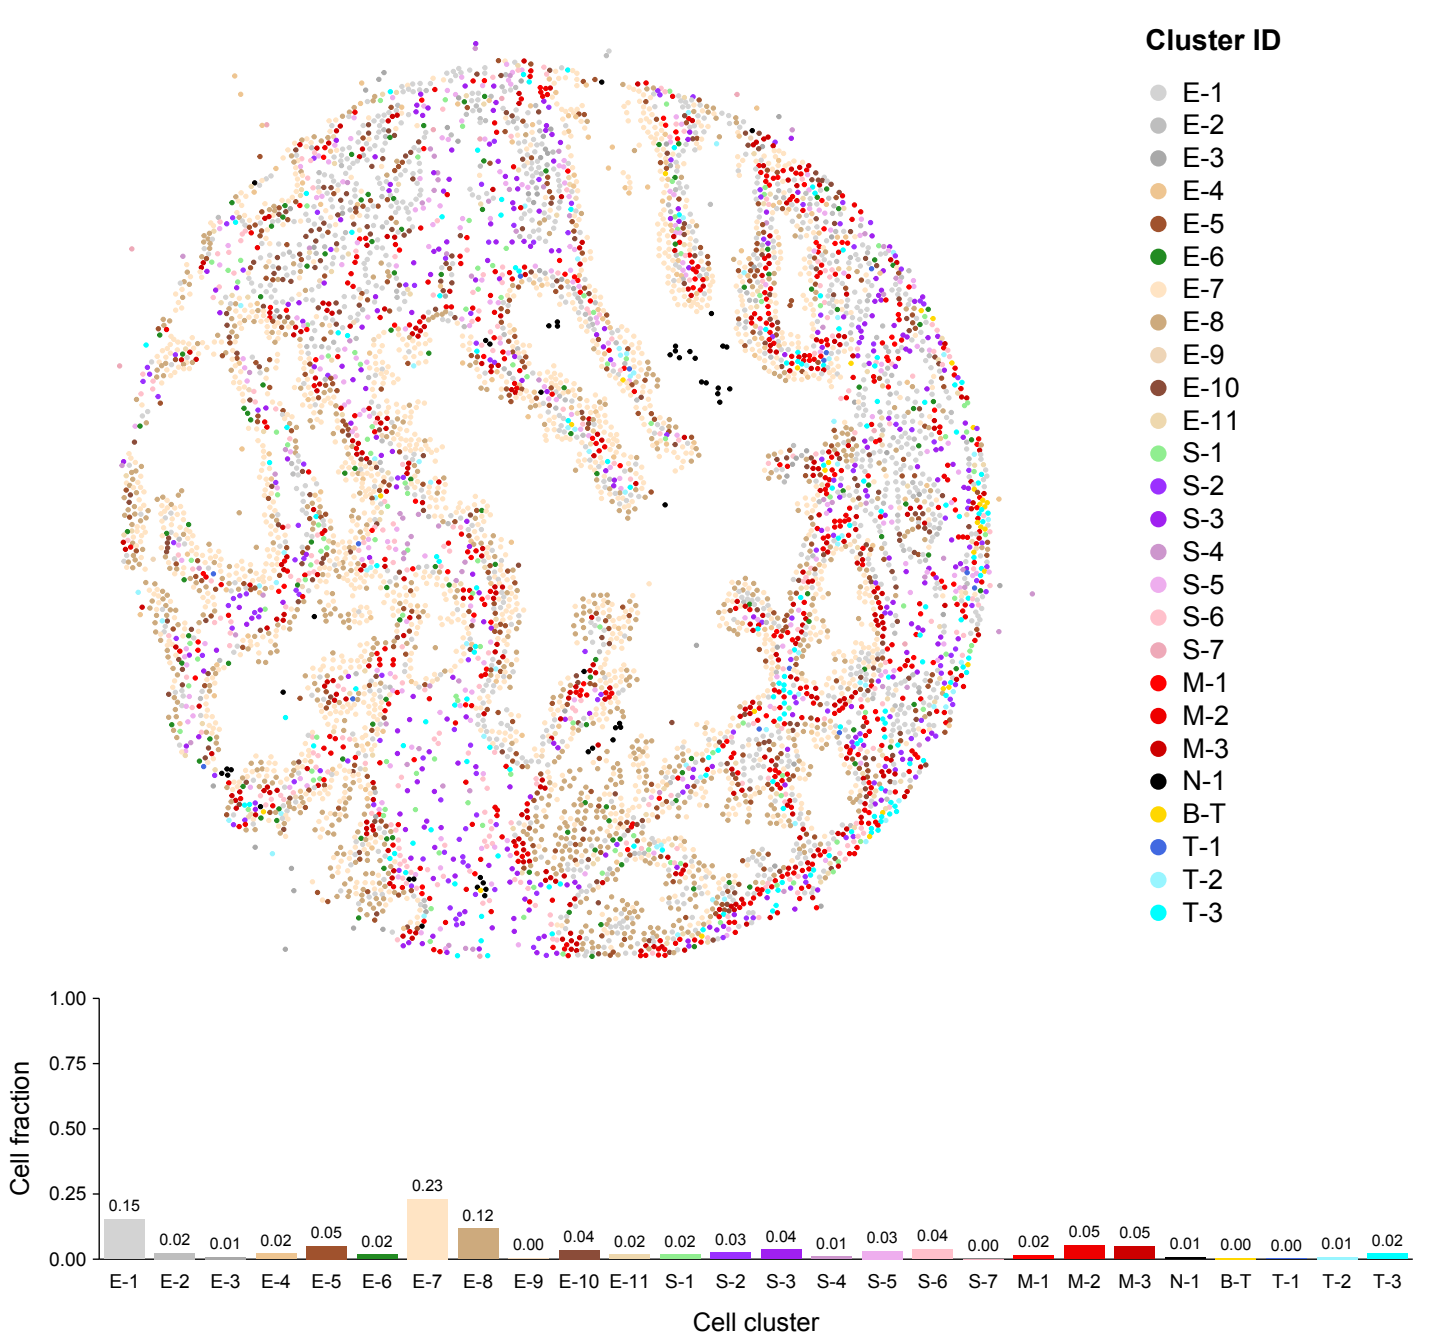 Cluster ID
E-1
E-2
E-3
E-4
E-5
E-6
E-7
E-8
E-9
E-10
E-11
S-1
S-2
S-3
S-4
S-5
S-6
S-7
M-1
M-2
M-3
N-1
B-T
T-1
T-2
T-3
1.00
0.75
0.50
0.25
0.00
Cell fraction
0.15 0.02 0.01 0.02 0.05 0.02 0.23 0.12 0.00 0.04 0.02 0.02 0.03 0.04 0.01 0.03 0.04 0.00 0.02 0.05 0.05 0.01 0.00 0.00 0.01 0.02
E-1 E-2 E-3 E-4 E-5 E-6 E-7 E-8 E-9 E-10 E-11 S-1 S-2 S-3 S-4 S-5 S-6 S-7 M-1 M-2 M-3 N-1 B-T T-1 T-2 T-3
Cell cluster